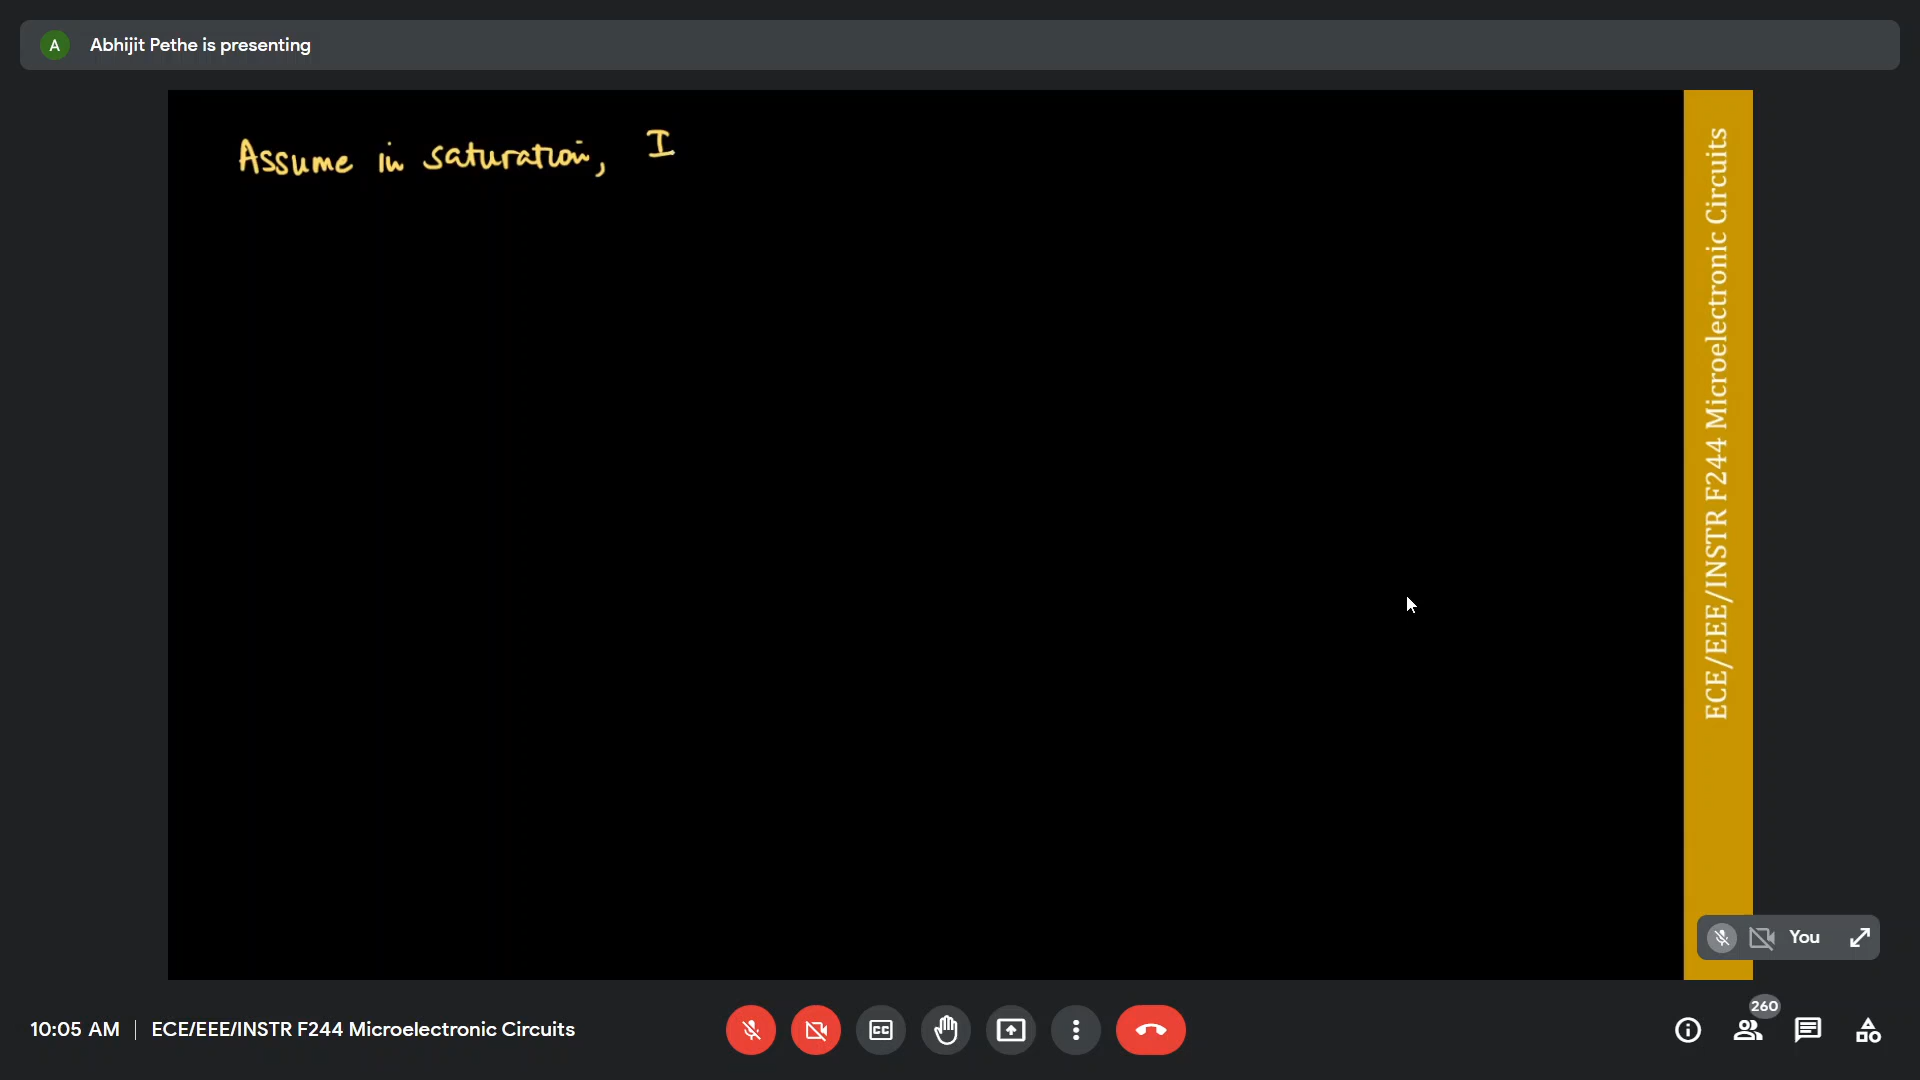 A Abhijit Pethe is presenting
Assume in saturation, I
ECE/EEE/INSTR F244 Microelectronic Circuits
You
260
10:05 AM | ECE/EEE/INSTR F244 Microelectronic Circuits
CC